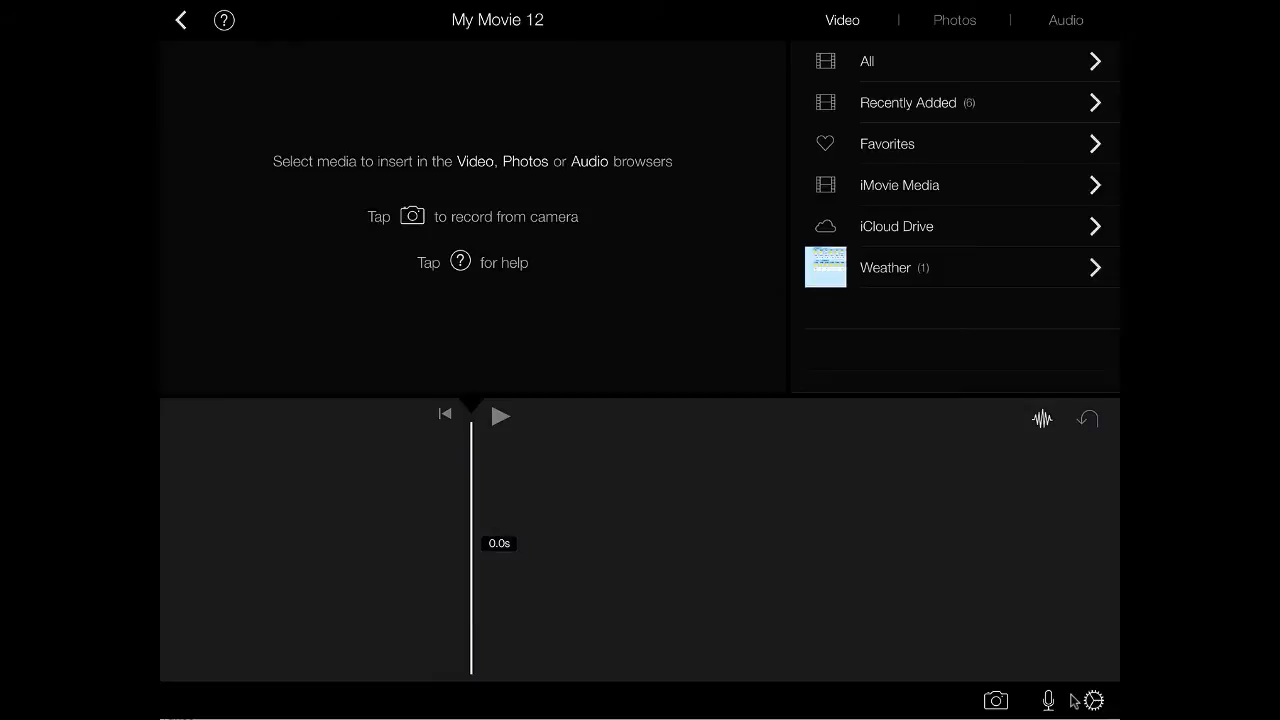 My Movie 12
Video | Photos | Audio
Select media to insert in the Video, Photos or Audio browsers
Tap to record from camera
Tap ? for help
All
Recently Added (6)
Favorites
iMovie Media
iCloud Drive
Weather (1)
0.0s